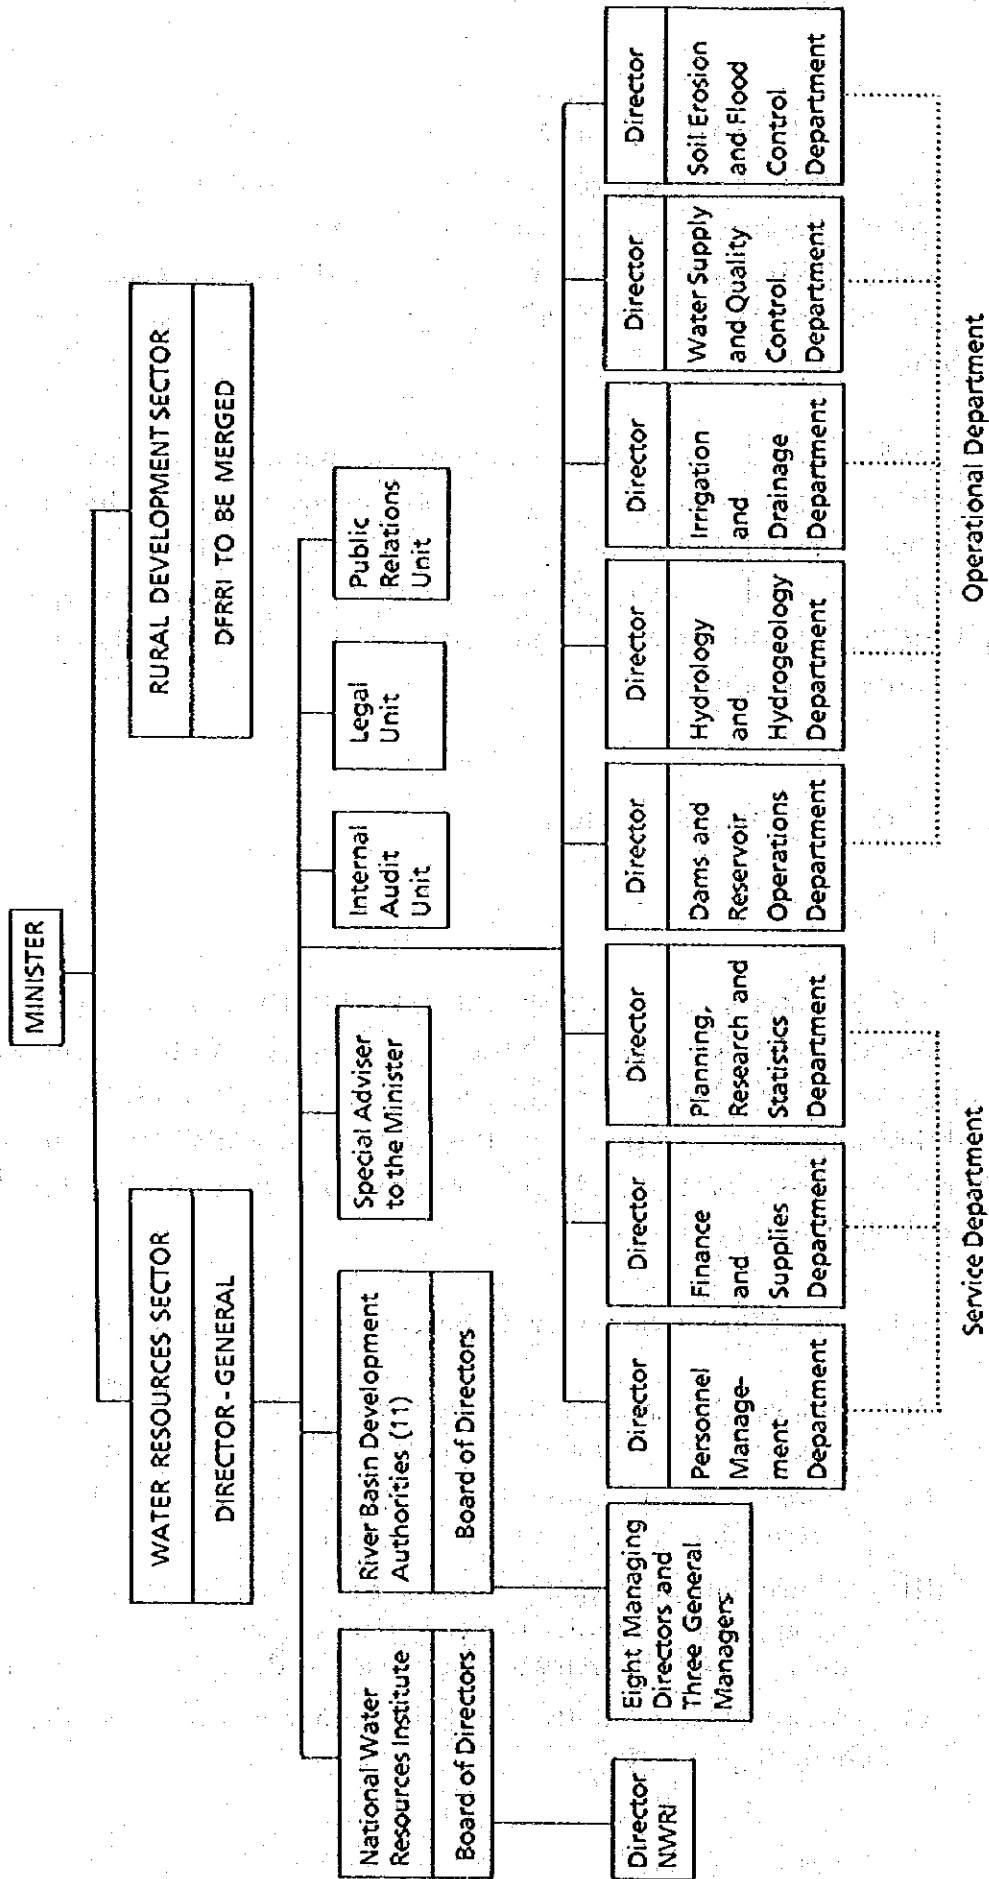 MINISTER
WATER RESOURCES SECTOR
DIRECTOR - GENERAL
RURAL DEVELOPMENT SECTOR
DFRRI TO BE MERGED
National Water
Resources Institute
Board of Directors
River Basin Development
Authorities (11)
Board of Directors
Special Adviser
to the Minister
Internal
Audit
Unit
Legal
Unit
Public
Relations
Unit
Director
NWRI
Eight Managing
Directors and
Three General
Managers
Director
Personnel
Manage-
ment
Department
Director
Finance
and
Supplies
Department
Director
Planning,
Research and
Statistics
Department
Director
Dams and
Reservoir
Operations
Department
Director
Hydrology
and
Hydrogeology
Department
Director
Irrigation
and
Drainage
Department
Director
Water Supply
and Quality
Control
Department
Director
Soil Erosion
and Flood
Control
Department
Service Department
Operational Department